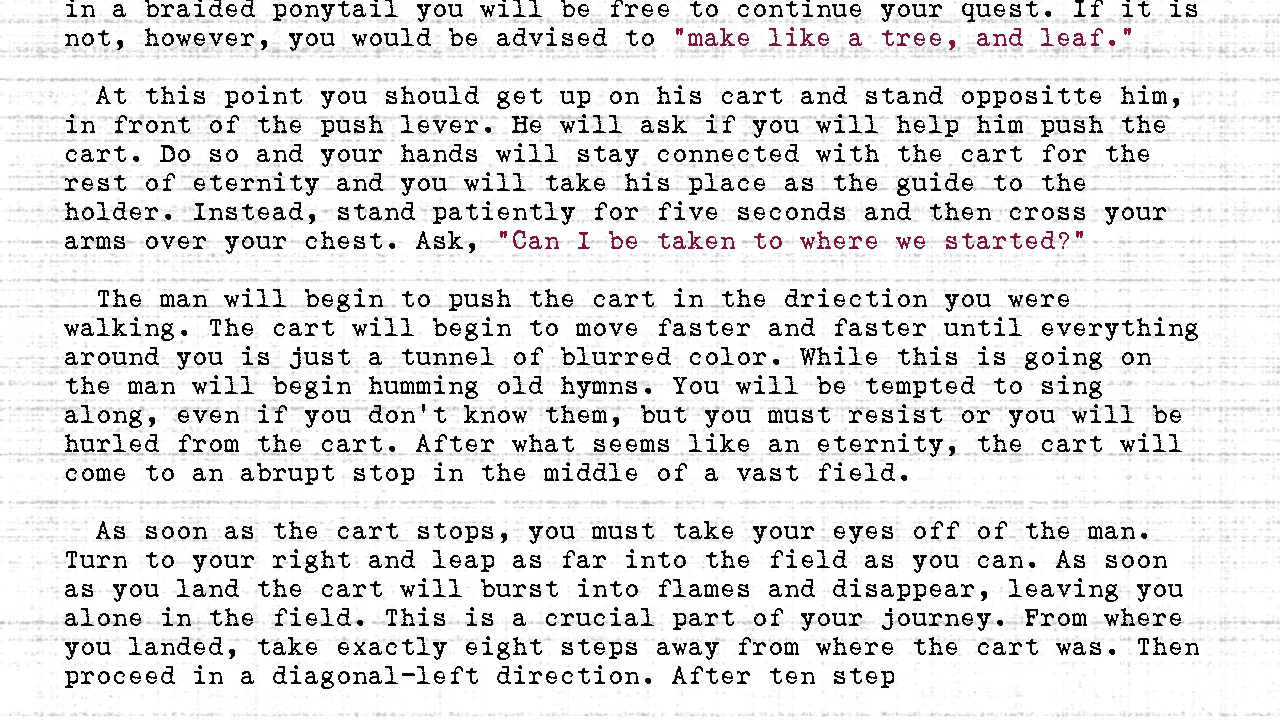 in a braided ponytail you will be free to continue your quest. If it is
not, however, you would be advised to "make like a tree, and leaf."
At this point you should get up on his cart and stand oppositte him,
in front of the push lever. He will ask if you will help him push the
cart. Do so and your hands will stay connected with the cart for the
rest of eternity and you will take his place as the guide to the
holder. Instead, stand patiently for five seconds and then cross your
arms over your chest. Ask, "Can I be taken to where we started?"
The man will begin to push the cart in the driection you were
walking. The cart will begin to move faster and faster until everything
around you is just a tunnel of blurred color. While this is going on
the man will begin humming old hymns. You will be tempted to sing
along, even if you don't know them, but you must resist or you will be
hurled from the cart. After what seems like an eternity, the cart will
come to an abrupt stop in the middle of a vast field.
As soon as the cart stops, you must take your eyes off of the man.
Turn to your right and leap as far into the field as you can. As soon
as you land the cart will burst into flames and disappear, leaving you
alone in the field. This is a crucial part of your journey. From where
you landed, take exactly eight steps away from where the cart was. Then
proceed in a diagonal-left direction. After ten step